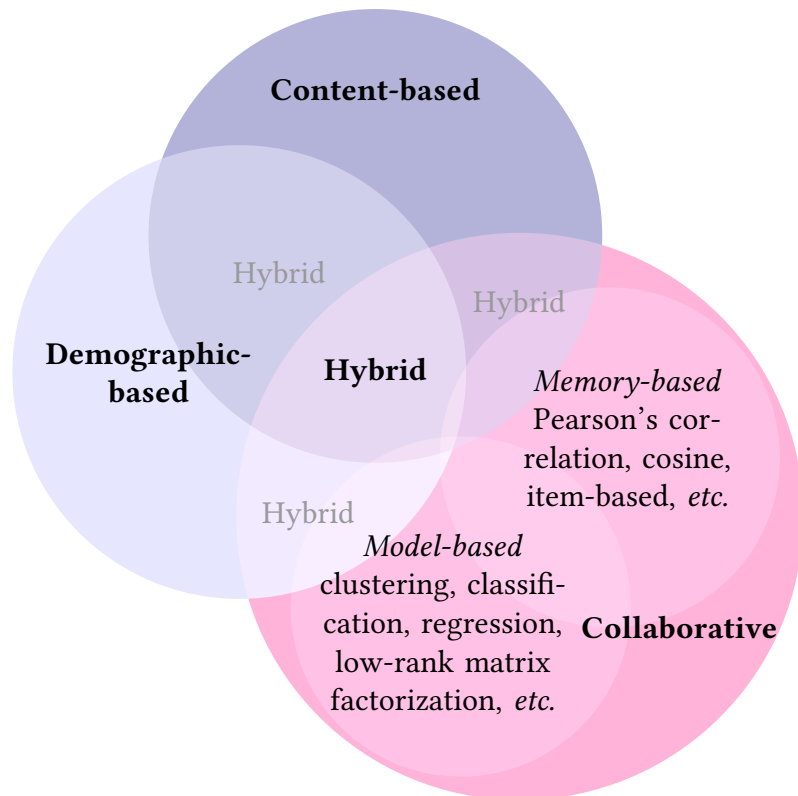 Content-based
Hybrid
Hybrid
Demographic-
based
Hybrid
Memory-based
Pearson’s cor-
relation, cosine,
item-based, etc.
Hybrid
Model-based
clustering, classifi-
cation, regression,
low-rank matrix
factorization, etc.
Collaborative